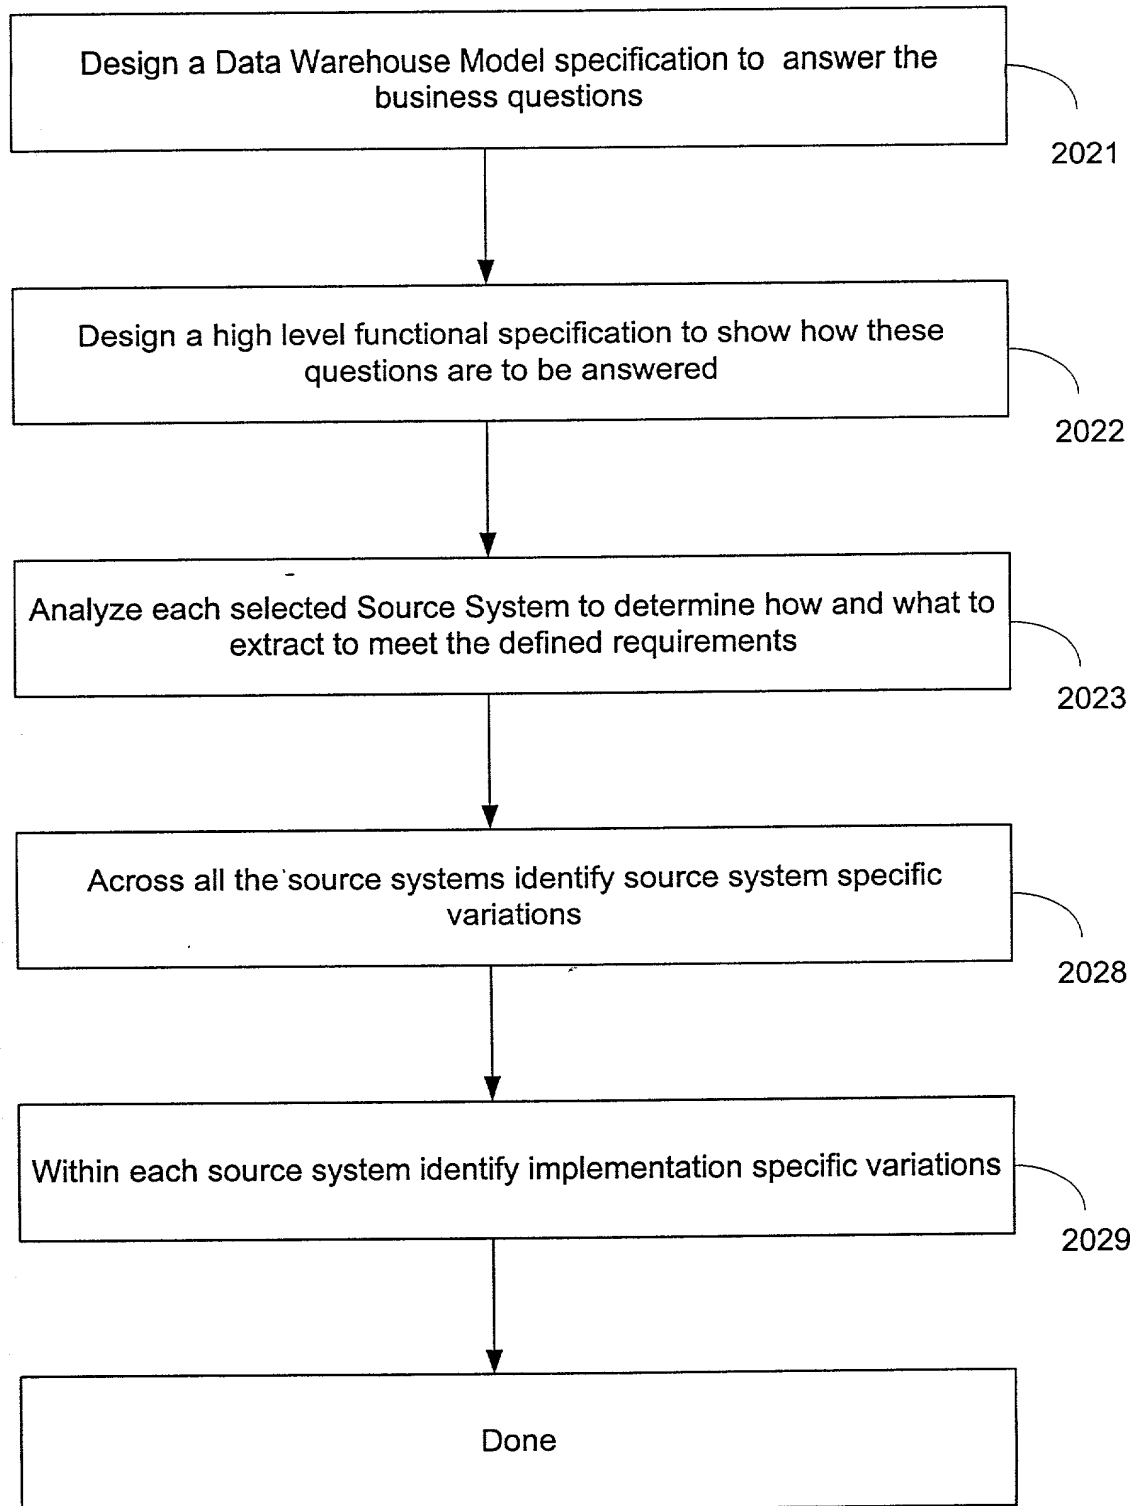 Design a Data Warehouse Model specification to answer the
business questions
2021
Design a high level functional specification to show how these
questions are to be answered
2022
Analyze each selected Source System to determine how and what to
extract to meet the defined requirements
2023
Across all the source systems identify source system specific
variations
2028
Within each source system identify implementation specific variations
2029
Done